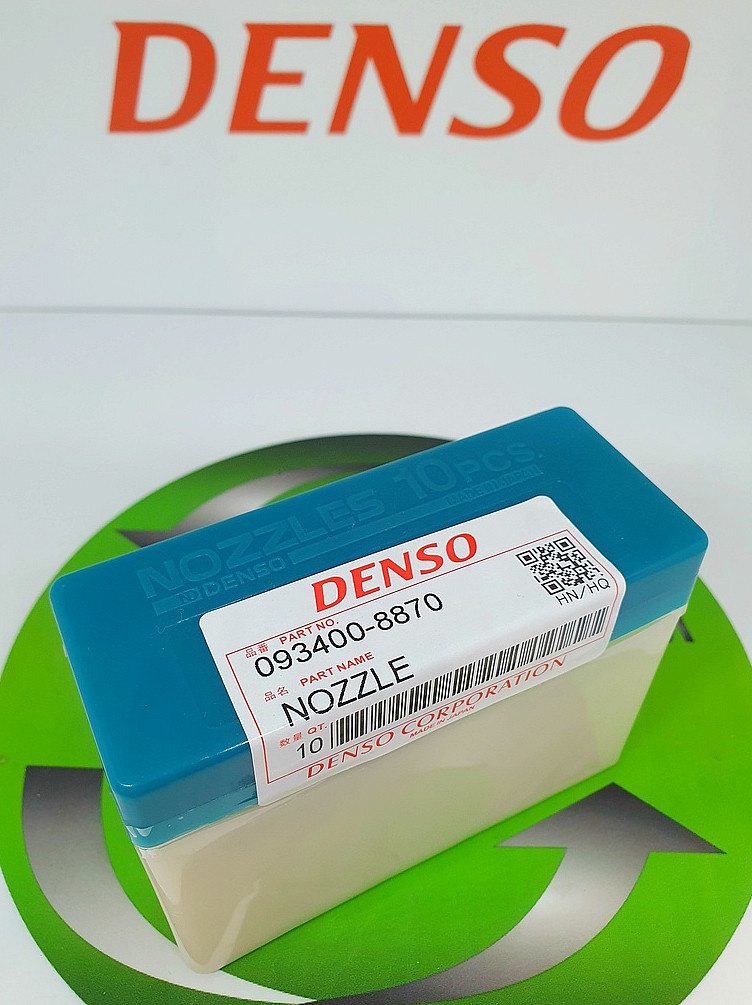 DENSO
NOZZLES 10PCS.
ND DENSO
MADE IN JAPAN
DENSO
HN/HQ
品番 PART NO.
093400-8870
品名 PART NAME
NOZZLE
数量 QT.
10
DENSO CORPORATION
MADE IN JAPAN